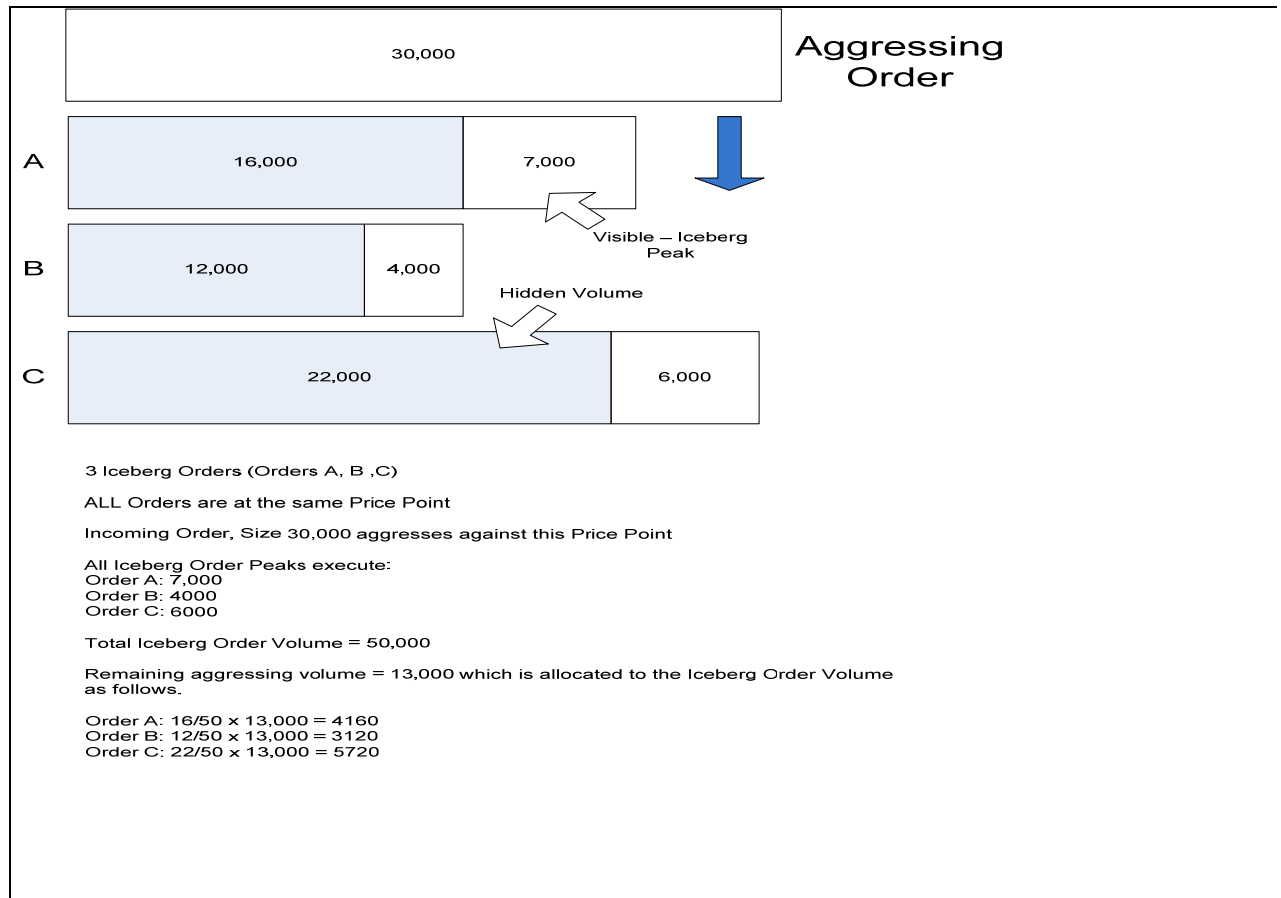 30,000
Aggressing
Order
A
16,000
7,000
Visible – Iceberg
Peak
B
12,000
4,000
Hidden Volume
C
22,000
6,000
3 Iceberg Orders (Orders A, B ,C)
ALL Orders are at the same Price Point
Incoming Order, Size 30,000 aggresses against this Price Point
All Iceberg Order Peaks execute:
Order A: 7,000
Order B: 4000
Order C: 6000
Total Iceberg Order Volume = 50,000
Remaining aggressing volume = 13,000 which is allocated to the Iceberg Order Volume
as follows.
Order A: 16/50 x 13,000 = 4160
Order B: 12/50 x 13,000 = 3120
Order C: 22/50 x 13,000 = 5720